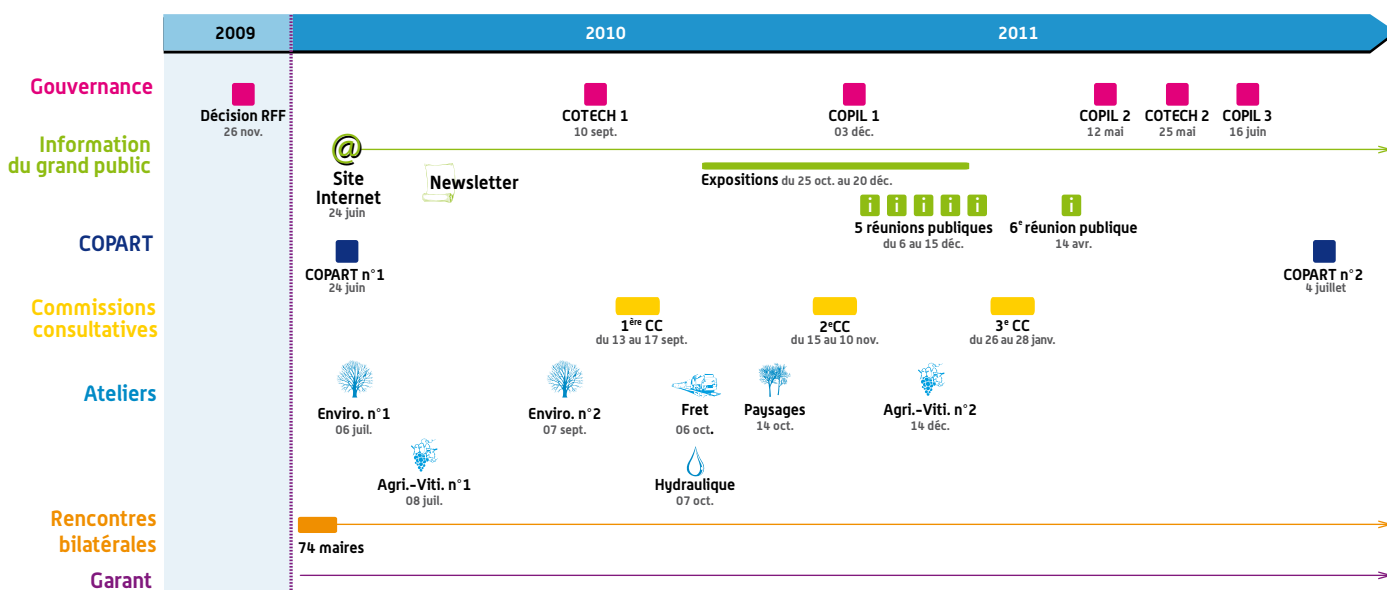 2009
2010
2011
Gouvernance
Décision RFF
26 nov.
COTECH 1
10 sept.
COPIL 1
03 déc.
COPIL 2
12 mai
COTECH 2
25 mai
COPIL 3
16 juin
Information
du grand public
@
Site
Internet
24 juin
Newsletter
Expositions du 25 oct. au 20 déc.
i i i i i
5 réunions publiques
du 6 au 15 déc.
i
6e réunion publique
14 avr.
COPART
COPART n°1
24 juin
COPART n°2
4 juillet
Commissions
consultatives
1ère CC
du 13 au 17 sept.
2eCC
du 15 au 10 nov.
3e CC
du 26 au 28 janv.
Ateliers
Enviro. n°1
06 juil.
Enviro. n°2
07 sept.
Fret
06 oct.
Paysages
14 oct.
Agri.-Viti. n°2
14 déc.
Agri.-Viti. n°1
08 juil.
Hydraulique
07 oct.
Rencontres
bilatérales
74 maires
Garant